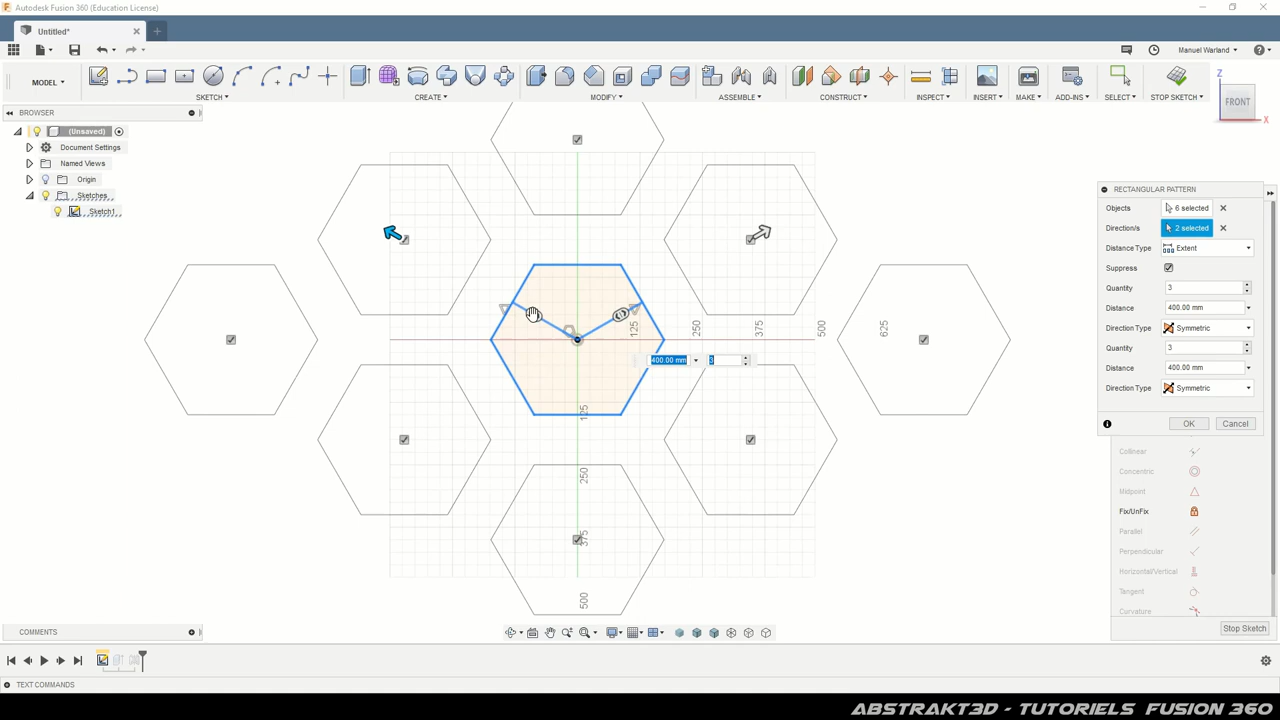 Autodesk Fusion 360 (Education License)
Untitled*
Manuel Warland
MODEL
SKETCH
CREATE
MODIFY
ASSEMBLE
CONSTRUCT
INSPECT
INSERT
MAKE
ADD-INS
SELECT
STOP SKETCH
Z
FRONT
X
BROWSER
(Unsaved)
Document Settings
Named Views
Origin
Sketches
Sketch1
125
250
375
500
625
125
250
375
500
400.00 mm
3
RECTANGULAR PATTERN
Objects 6 selected
Direction/s 2 selected
Distance Type Extent
Suppress
Quantity 3
Distance 400.00 mm
Direction Type Symmetric
Quantity 3
Distance 400.00 mm
Direction Type Symmetric
OK Cancel
Collinear
Concentric
Midpoint
Fix/UnFix
Parallel
Perpendicular
Horizontal/Vertical
Tangent
Curvature
Stop Sketch
COMMENTS
TEXT COMMANDS
ABSTRAKT3D - TUTORIELS FUSION 360